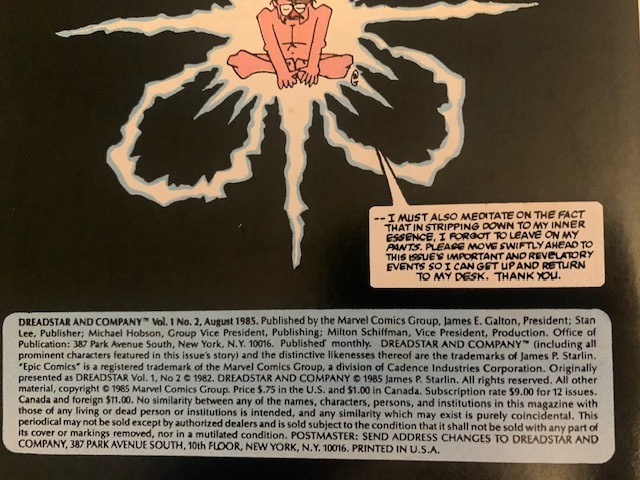 -- I MUST ALSO MEDITATE ON THE FACT
THAT IN STRIPPING DOWN TO MY INNER
ESSENCE, I FORGOT TO LEAVE ON MY
PANTS. PLEASE MOVE SWIFTLY AHEAD TO
THIS ISSUE'S IMPORTANT AND REVELATORY
EVENTS SO I CAN GET UP AND RETURN
TO MY DESK. THANK YOU.
DREADSTAR AND COMPANY™ Vol. 1 No. 2, August 1985. Published by the Marvel Comics Group, James E. Galton, President; Stan
Lee, Publisher; Michael Hobson, Group Vice President, Publishing; Milton Schiffman, Vice President, Production. Office of
Publication: 387 Park Avenue South, New York, N.Y. 10016. Published monthly. DREADSTAR AND COMPANY™ (including all
prominent characters featured in this issue's story) and the distinctive likenesses thereof are the trademarks of James P. Starlin.
"Epic Comics" is a registered trademark of the Marvel Comics Group, a division of Cadence Industries Corporation. Originally
presented as DREADSTAR Vol. 1, No 2 © 1982. DREADSTAR AND COMPANY © 1985 James P. Starlin. All rights reserved. All other
material, copyright © 1985 Marvel Comics Group. Price $.75 in the U.S. and $1.00 in Canada. Subscription rate $9.00 for 12 issues.
Canada and foreign $11.00. No similarity between any of the names, characters, persons, and institutions in this magazine with
those of any living or dead person or institutions is intended, and any similarity which may exist is purely coincidental. This
periodical may not be sold except by authorized dealers and is sold subject to the condition that it shall not be sold with any part of
its cover or markings removed, nor in a mutilated condition. POSTMASTER: SEND ADDRESS CHANGES TO DREADSTAR AND
COMPANY, 387 PARK AVENUE SOUTH, 10th FLOOR, NEW YORK, N.Y. 10016. PRINTED IN U.S.A.